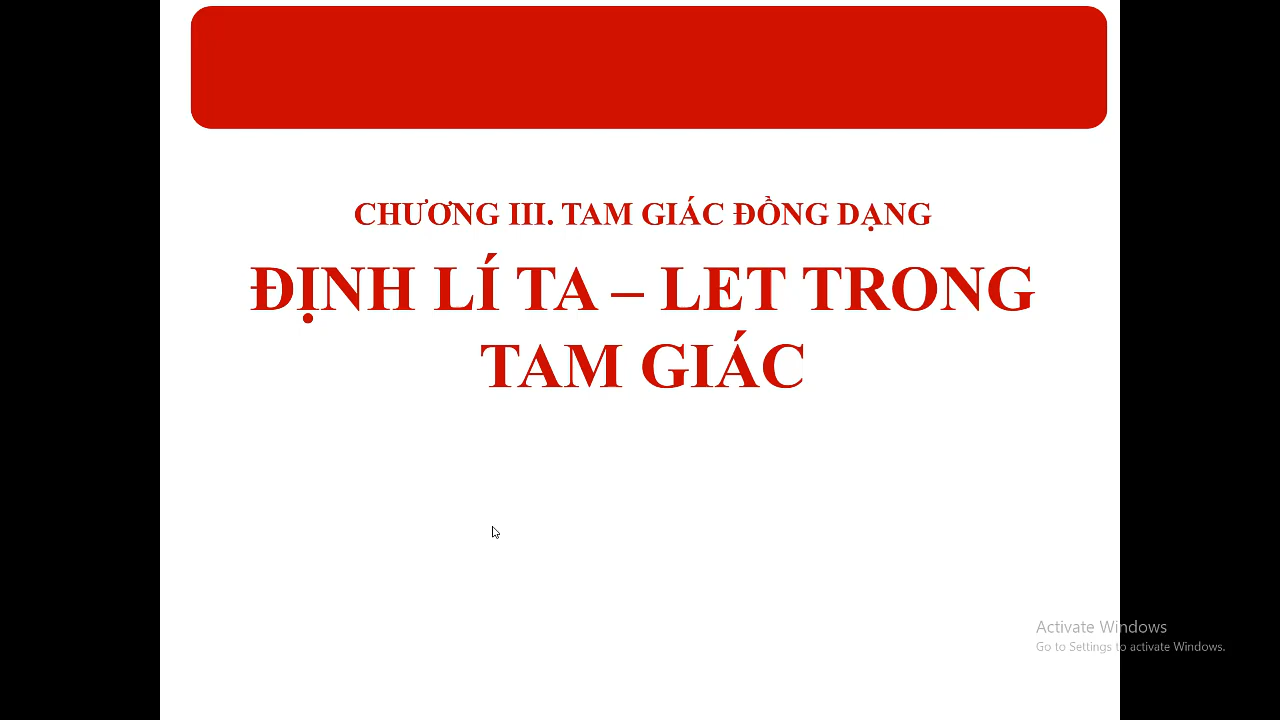 CHƯƠNG III. TAM GIÁC ĐỒNG DẠNG
ĐỊNH LÍ TA – LET TRONG
TAM GIÁC
Activate Windows
Go to Settings to activate Windows.